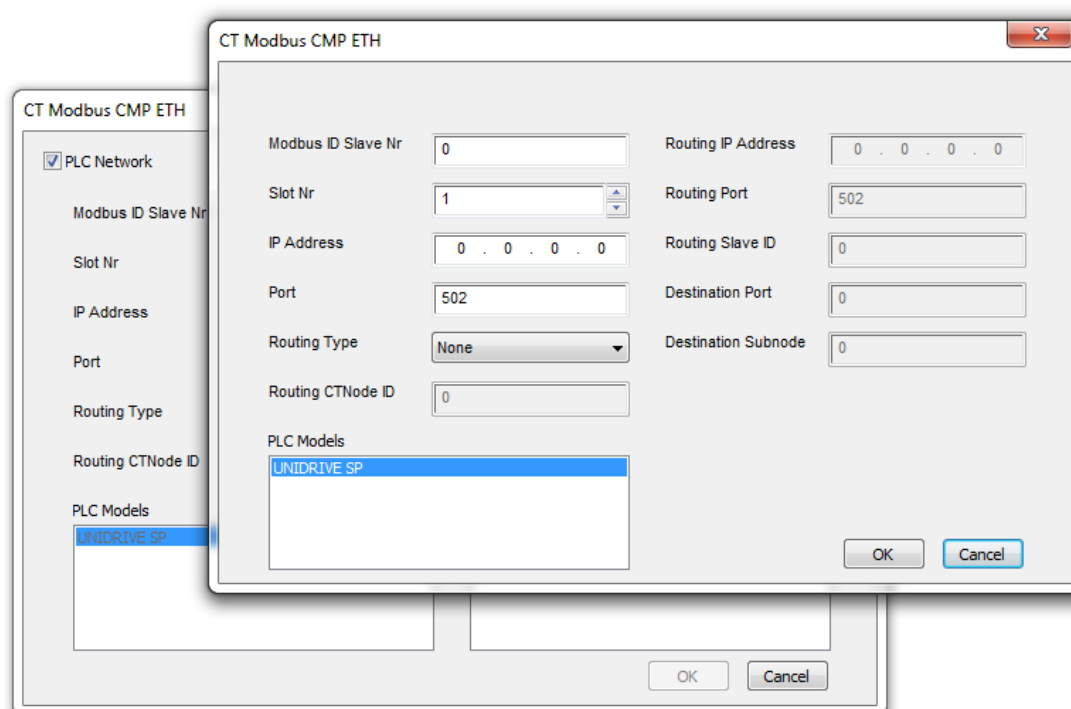 CT Modbus CMP ETH
Modbus ID Slave Nr 0 Routing IP Address 0 . 0 . 0 . 0
Slot Nr 1 Routing Port 502
IP Address 0 . 0 . 0 . 0 Routing Slave ID 0
Port 502 Destination Port 0
Routing Type None Destination Subnode 0
Routing CTNode ID 0
PLC Models
UNIDRIVE SP
OK Cancel
CT Modbus CMP ETH
PLC Network
Modbus ID Slave Nr
Slot Nr
IP Address
Port
Routing Type
Routing CTNode ID
PLC Models
UNIDRIVE SP
OK Cancel